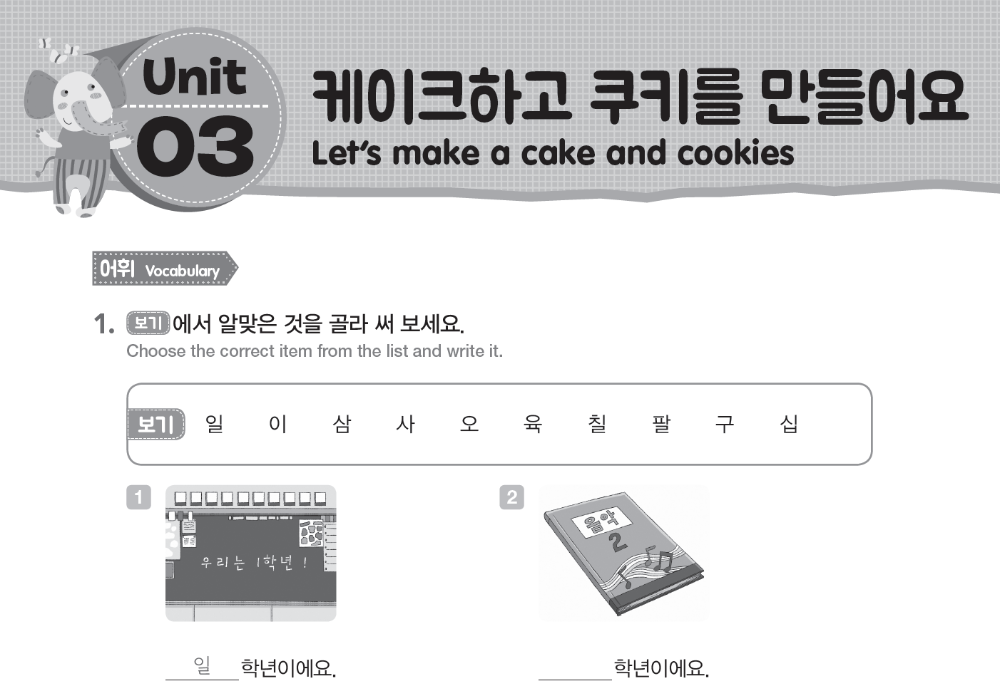 Unit
03
케이크하고 쿠키를 만들어요
Let's make a cake and cookies
어휘 Vocabulary
1. 보기 에서 알맞은 것을 골라 써 보세요.
Choose the correct item from the list and write it.
보기 일 이 삼 사 오 육 칠 팔 구 십
1
우리는 1학년 !
일 학년이에요.
2
음악
2
학년이에요.